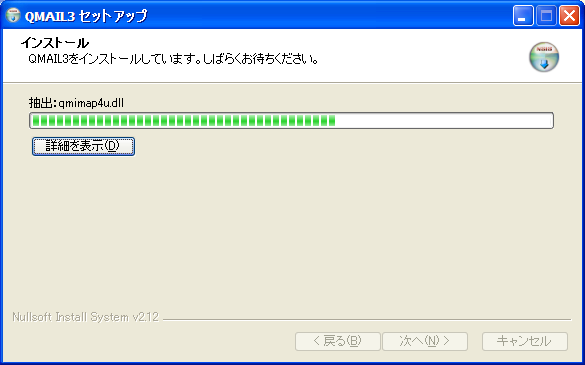 QMAIL3 セットアップ
インストール
QMAIL3をインストールしています。しばらくお待ちください。
抽出: qmimap4u.dll
詳細を表示(D)
Nullsoft Install System v2.12
< 戻る(B)
次へ(N) >
キャンセル